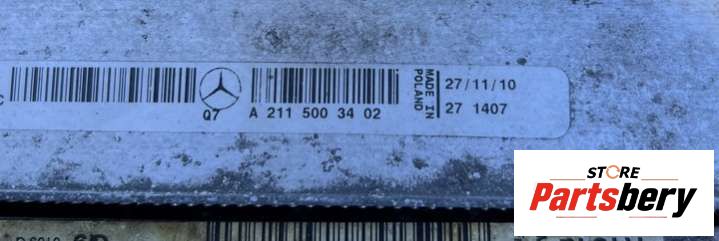 C
Q7
A 211 500 34 02
MADE IN
POLAND
27/11/10
27 1407
STORE
Partsbery